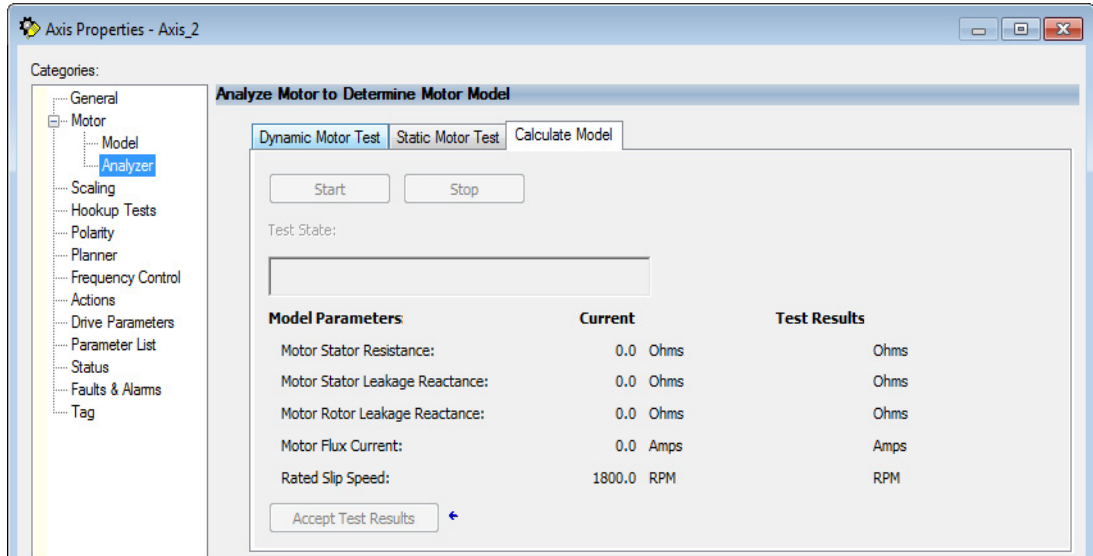 Axis Properties - Axis_2
Categories:
General
Motor
Model
Analyzer
Scaling
Hookup Tests
Polarity
Planner
Frequency Control
Actions
Drive Parameters
Parameter List
Status
Faults & Alarms
Tag
Analyze Motor to Determine Motor Model
Dynamic Motor Test Static Motor Test Calculate Model
Start Stop
Test State:
Model Parameters: Current Test Results
Motor Stator Resistance: 0.0 Ohms Ohms
Motor Stator Leakage Reactance: 0.0 Ohms Ohms
Motor Rotor Leakage Reactance: 0.0 Ohms Ohms
Motor Flux Current: 0.0 Amps Amps
Rated Slip Speed: 1800.0 RPM RPM
Accept Test Results